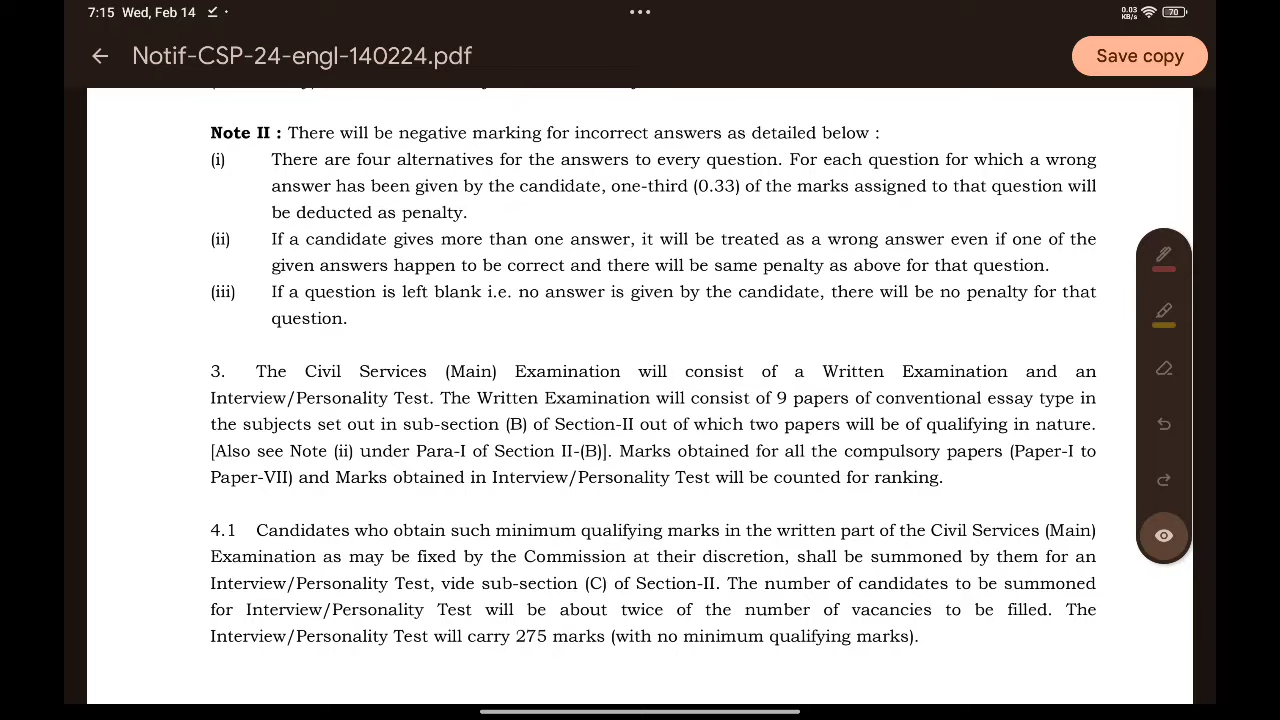 7:15 Wed, Feb 14
0.03
KB/s
70
Notif-CSP-24-engl-140224.pdf
Save copy
Note II : There will be negative marking for incorrect answers as detailed below :
(i) There are four alternatives for the answers to every question. For each question for which a wrong
answer has been given by the candidate, one-third (0.33) of the marks assigned to that question will
be deducted as penalty.
(ii) If a candidate gives more than one answer, it will be treated as a wrong answer even if one of the
given answers happen to be correct and there will be same penalty as above for that question.
(iii) If a question is left blank i.e. no answer is given by the candidate, there will be no penalty for that
question.
3. The Civil Services (Main) Examination will consist of a Written Examination and an
Interview/Personality Test. The Written Examination will consist of 9 papers of conventional essay type in
the subjects set out in sub-section (B) of Section-II out of which two papers will be of qualifying in nature.
[Also see Note (ii) under Para-I of Section II-(B)]. Marks obtained for all the compulsory papers (Paper-I to
Paper-VII) and Marks obtained in Interview/Personality Test will be counted for ranking.
4.1 Candidates who obtain such minimum qualifying marks in the written part of the Civil Services (Main)
Examination as may be fixed by the Commission at their discretion, shall be summoned by them for an
Interview/Personality Test, vide sub-section (C) of Section-II. The number of candidates to be summoned
for Interview/Personality Test will be about twice of the number of vacancies to be filled. The
Interview/Personality Test will carry 275 marks (with no minimum qualifying marks).